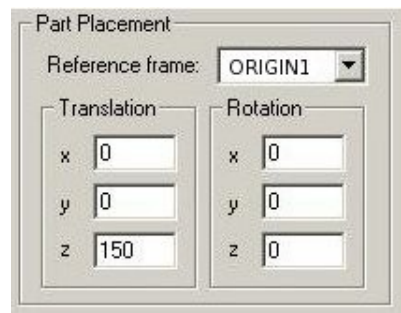 Part Placement
Reference frame: ORIGIN1
Translation Rotation
x 0 x 0
y 0 y 0
z 150 z 0